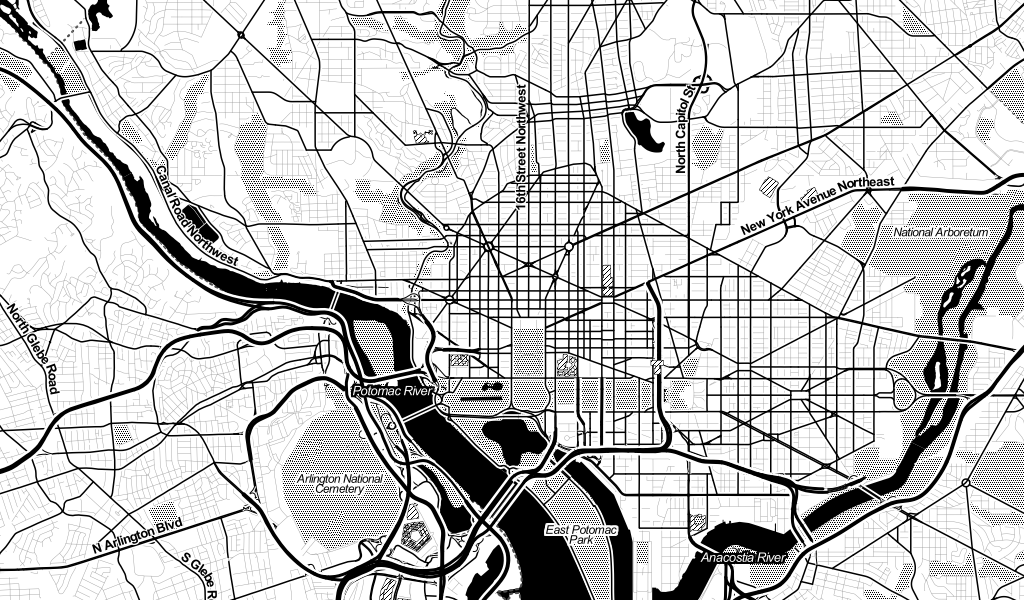 16th Street Northwest
North Capitol St
Canal Road Northwest
New York Avenue Northeast
National Arboretum
North Glebe Road
Potomac River
Arlington National
Cemetery
N Arlington Blvd
East Potomac
Park
Anacostia River
S Glebe R